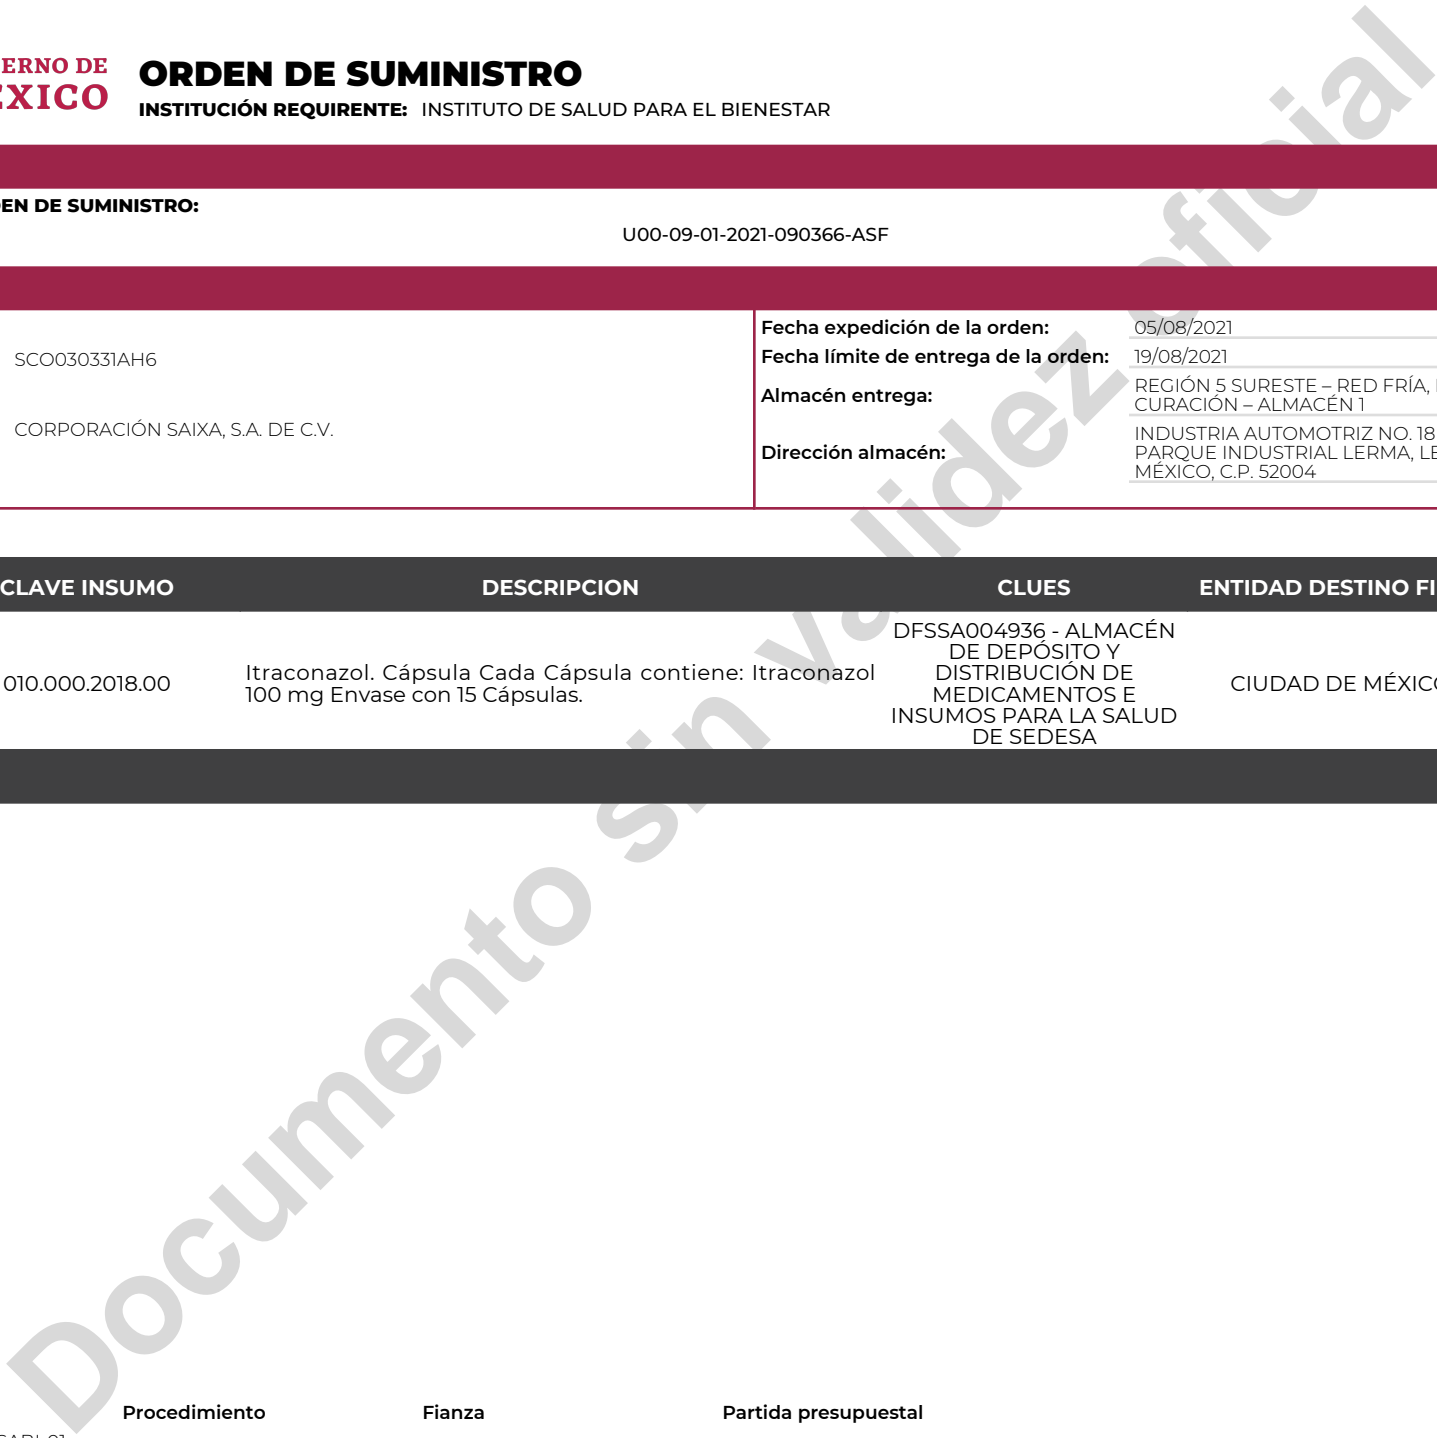 ERNO DE
EXICO
ORDEN DE SUMINISTRO
INSTITUCIÓN REQUIRENTE: INSTITUTO DE SALUD PARA EL BIENESTAR
EN DE SUMINISTRO:
U00-09-01-2021-090366-ASF
SCO030331AH6
CORPORACIÓN SAIXA, S.A. DE C.V.
Fecha expedición de la orden: 05/08/2021
Fecha límite de entrega de la orden: 19/08/2021
Almacén entrega: REGIÓN 5 SURESTE – RED FRÍA,
CURACIÓN – ALMACÉN 1
Dirección almacén: INDUSTRIA AUTOMOTRIZ NO. 18
PARQUE INDUSTRIAL LERMA, LE
MÉXICO, C.P. 52004
CLAVE INSUMO DESCRIPCION CLUES ENTIDAD DESTINO FI
010.000.2018.00
Itraconazol. Cápsula Cada Cápsula contiene: Itraconazol
100 mg Envase con 15 Cápsulas.
DFSSA004936 - ALMACÉN
DE DEPÓSITO Y
DISTRIBUCIÓN DE
MEDICAMENTOS E
INSUMOS PARA LA SALUD
DE SEDESA
CIUDAD DE MÉXICO
Documento sin validez oficial
Procedimiento Fianza Partida presupuestal